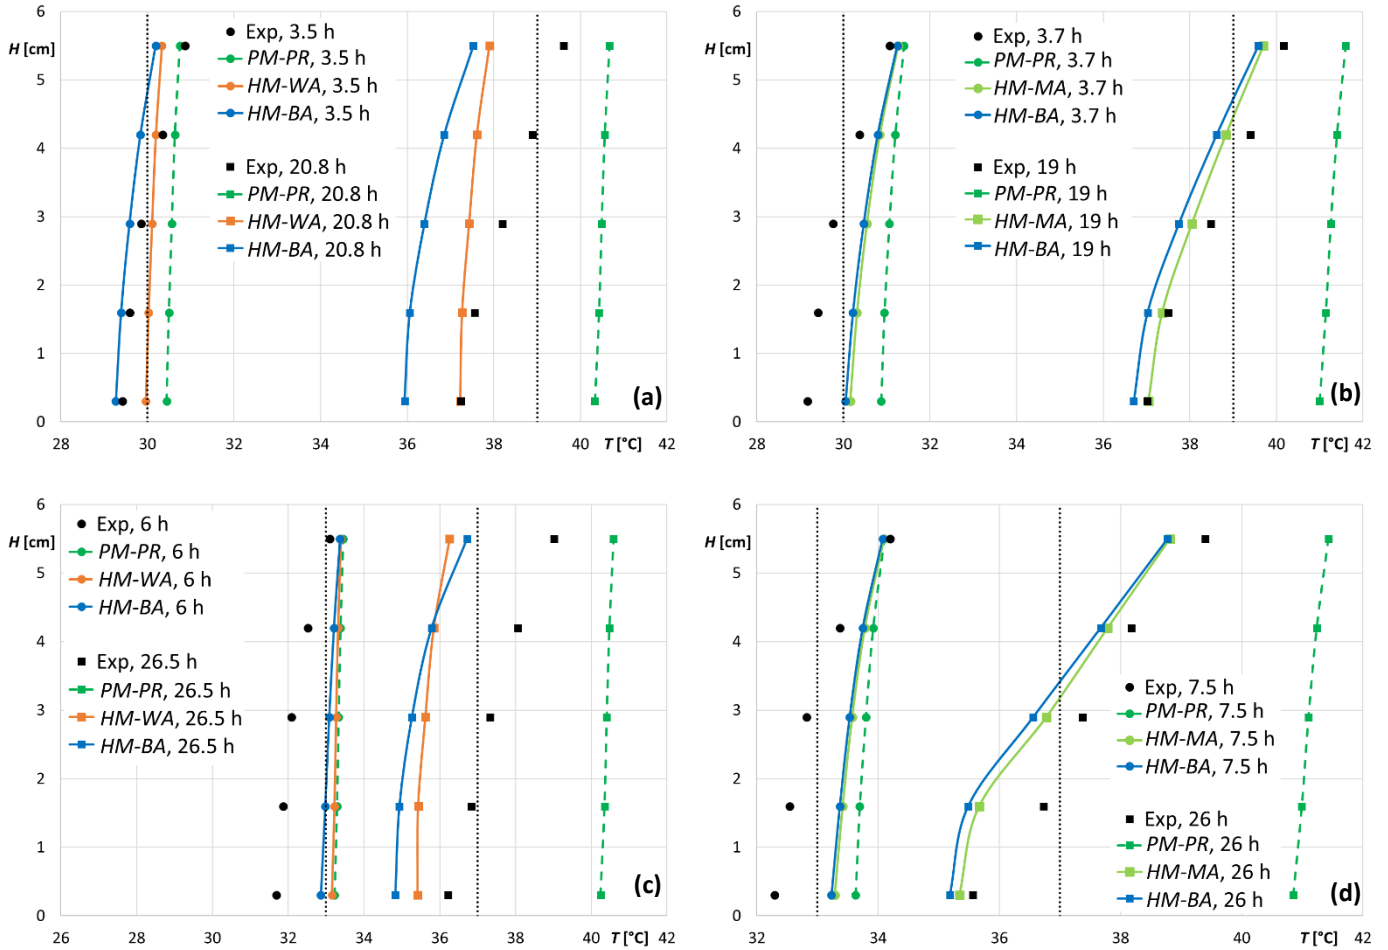 6
H [cm]
5
4
3
2
1
0
28
30
32
34
36
38
40
T [°C]
42
Exp, 3.5 h
PM-PR, 3.5 h
HM-WA, 3.5 h
HM-BA, 3.5 h
Exp, 20.8 h
PM-PR, 20.8 h
HM-WA, 20.8 h
HM-BA, 20.8 h
(a)
6
H [cm]
5
4
3
2
1
0
28
30
32
34
36
38
40
T [°C]
42
Exp, 3.7 h
PM-PR, 3.7 h
HM-MA, 3.7 h
HM-BA, 3.7 h
Exp, 19 h
PM-PR, 19 h
HM-MA, 19 h
HM-BA, 19 h
(b)
6
H [cm]
5
4
3
2
1
0
26
28
30
32
34
36
38
40
T [°C]
42
Exp, 6 h
PM-PR, 6 h
HM-WA, 6 h
HM-BA, 6 h
Exp, 26.5 h
PM-PR, 26.5 h
HM-WA, 26.5 h
HM-BA, 26.5 h
(c)
6
H [cm]
5
4
3
2
1
0
32
34
36
38
40
T [°C]
42
Exp, 7.5 h
PM-PR, 7.5 h
HM-MA, 7.5 h
HM-BA, 7.5 h
Exp, 26 h
PM-PR, 26 h
HM-MA, 26 h
HM-BA, 26 h
(d)